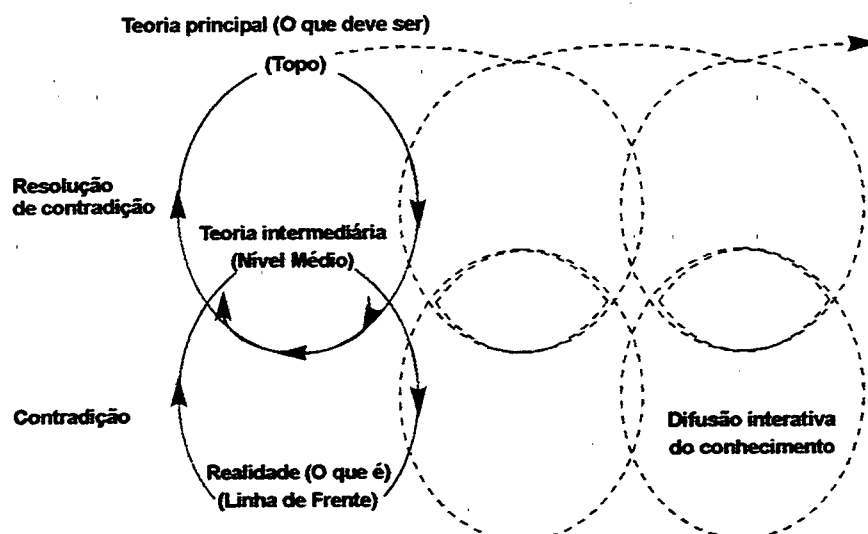 Teoria principal (O que deve ser)
(Topo)
Resolução
de contradição
Teoria intermediária
(Nível Médio)
Contradição
Difusão interativa
do conhecimento
Realidade (O que é)
(Linha de Frente)